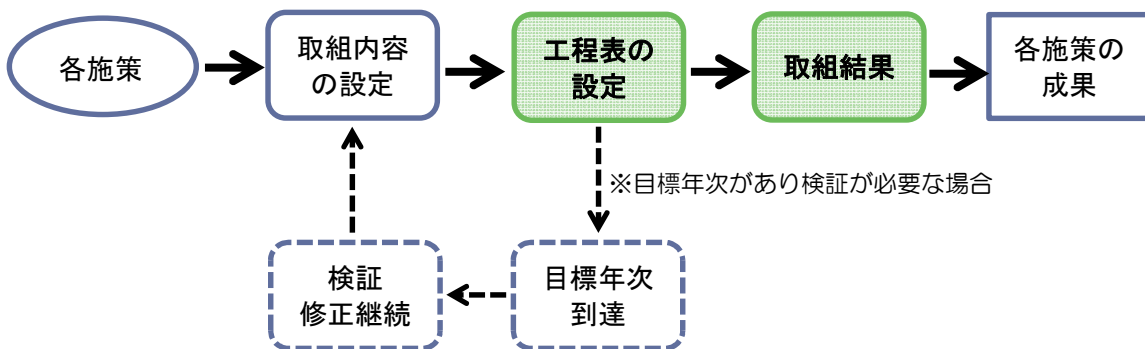 各施策
取組内容
の設定
工程表の
設定
取組結果
各施策の
成果
※目標年次があり検証が必要な場合
検証
修正継続
目標年次
到達